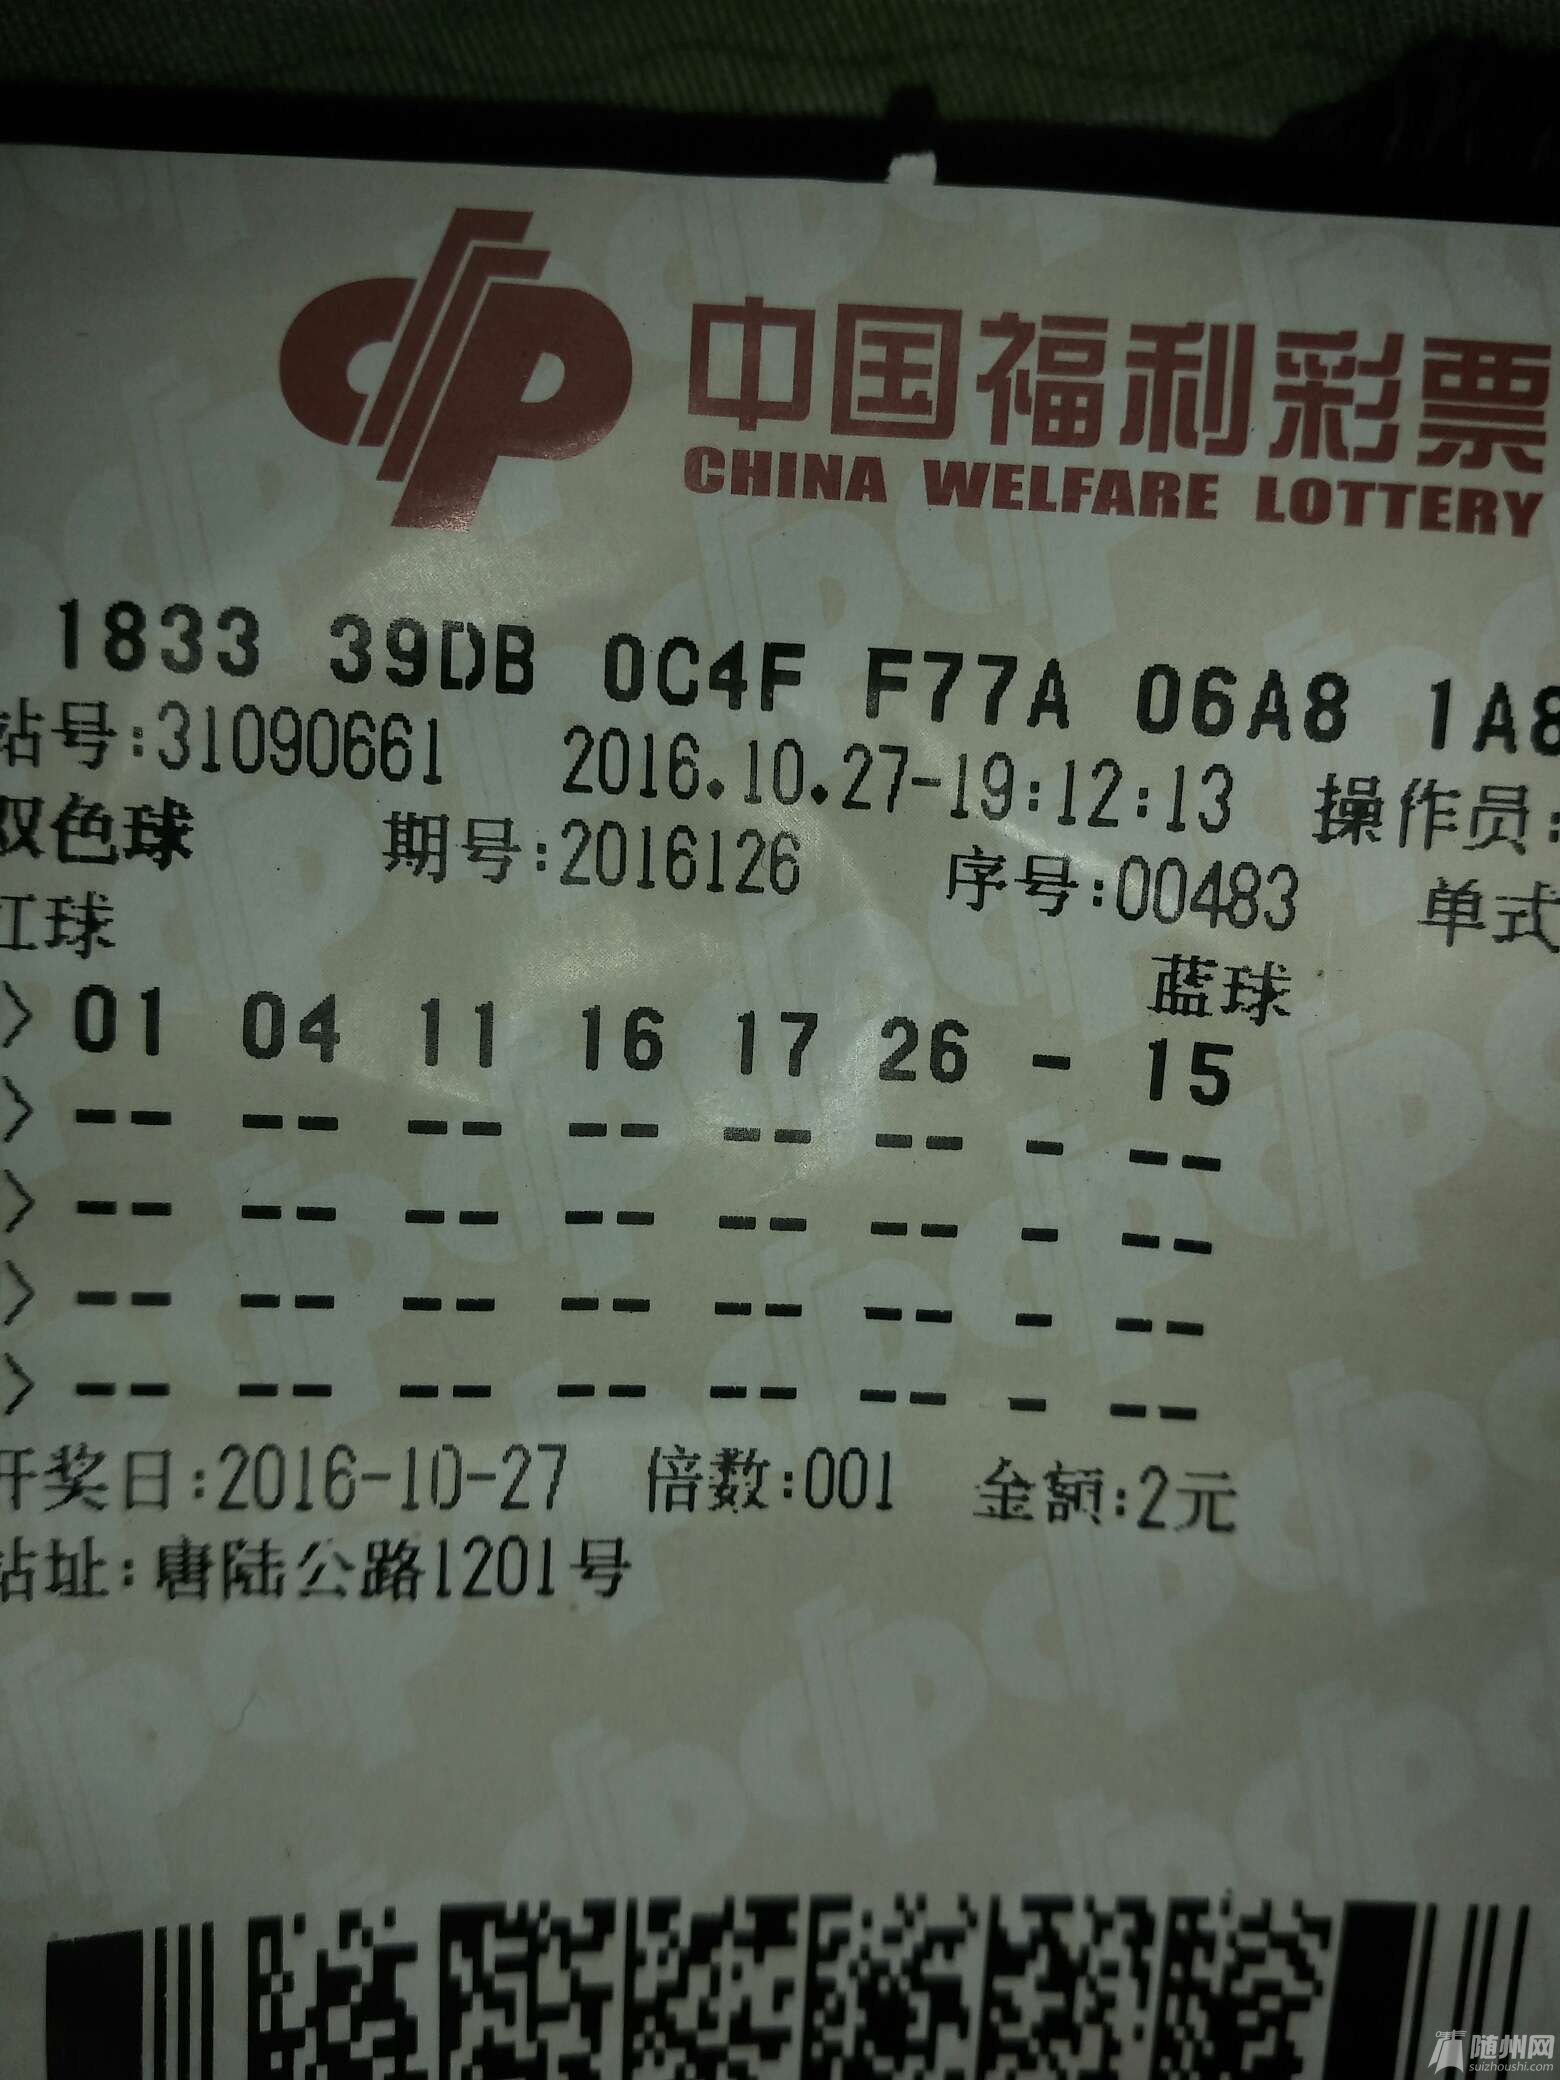 中国福利彩票
CHINA WELFARE LOTTERY
1833 39DB 0C4F F77A 06A8 1A8
站号:31090661 2016.10.27-19:12:13 操作员:
双色球 期号:2016126 序号:00483 单式
红球 蓝球
> 01 04 11 16 17 26 - 15
> -- -- -- -- -- -- - --
> -- -- -- -- -- -- - --
> -- -- -- -- -- -- - --
> -- -- -- -- -- -- - --
开奖日:2016-10-27 倍数:001 金额:2元
站址:唐陆公路1201号
随州网
suizhoushi.com